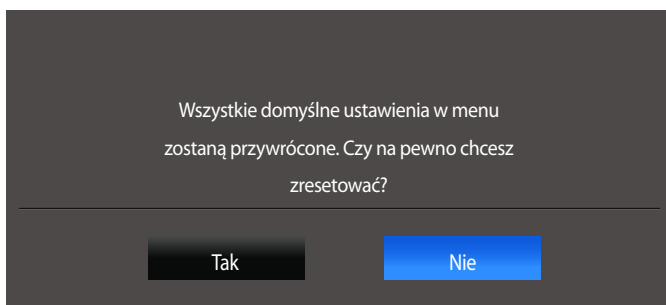 Wszystkie domyślne ustawienia w menu
zostaną przywrócone. Czy na pewno chcesz
zresetować?
Tak
Nie